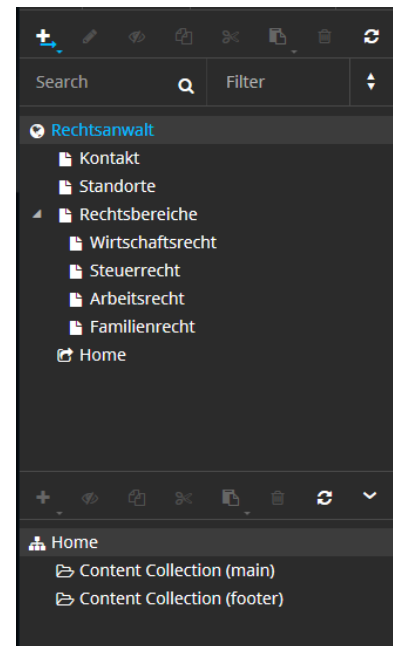 Search
Filter
Rechtsanwalt
Kontakt
Standorte
Rechtsbereiche
Wirtschaftsrecht
Steuerrecht
Arbeitsrecht
Familienrecht
Home
Home
Content Collection (main)
Content Collection (footer)